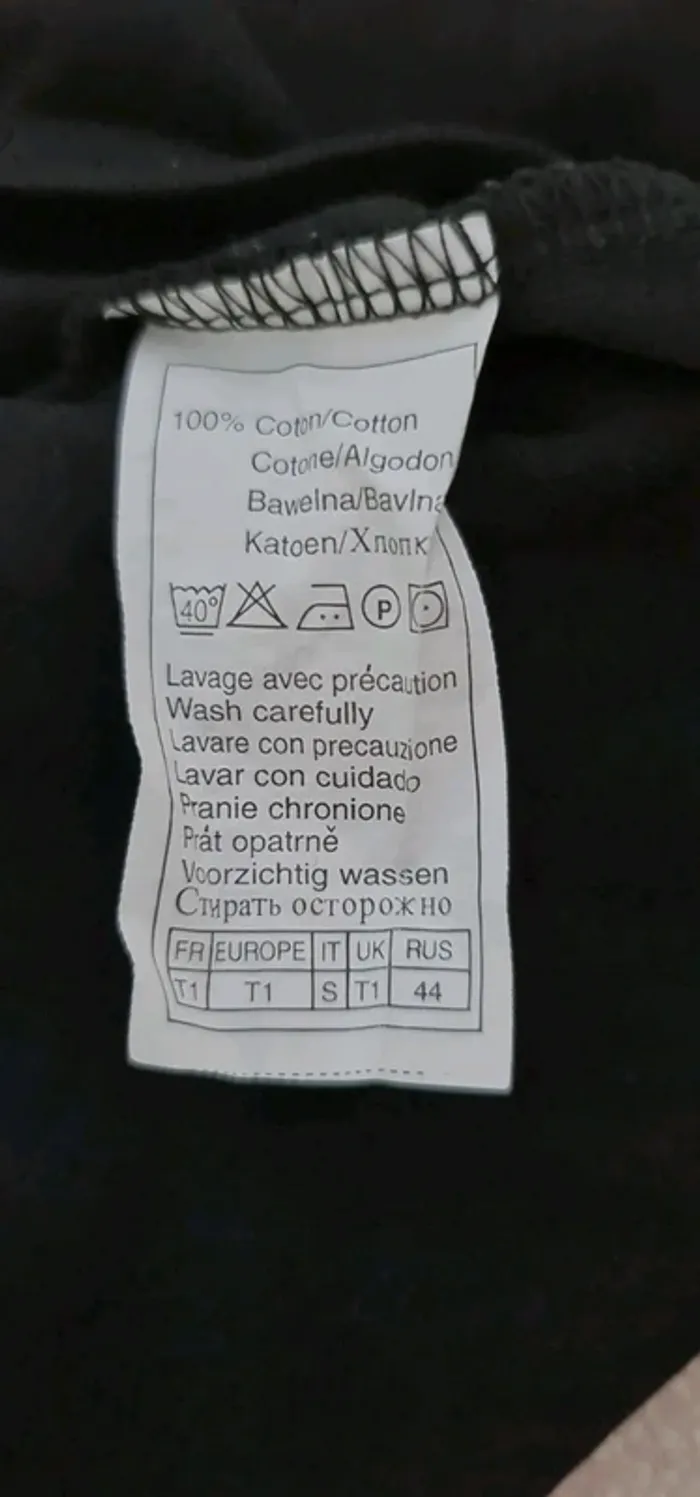 100% Coton/Cotton
Cotone/Algodon
Bawelna/Bavlna
Katoen/Хлопк
40° P
Lavage avec précaution
Wash carefully
Lavare con precauzione
Lavar con cuidado
Pranie chronione
Prát opatrně
Voorzichtig wassen
Стирать осторожно
FR EUROPE IT UK RUS
T1 T1 S T1 44